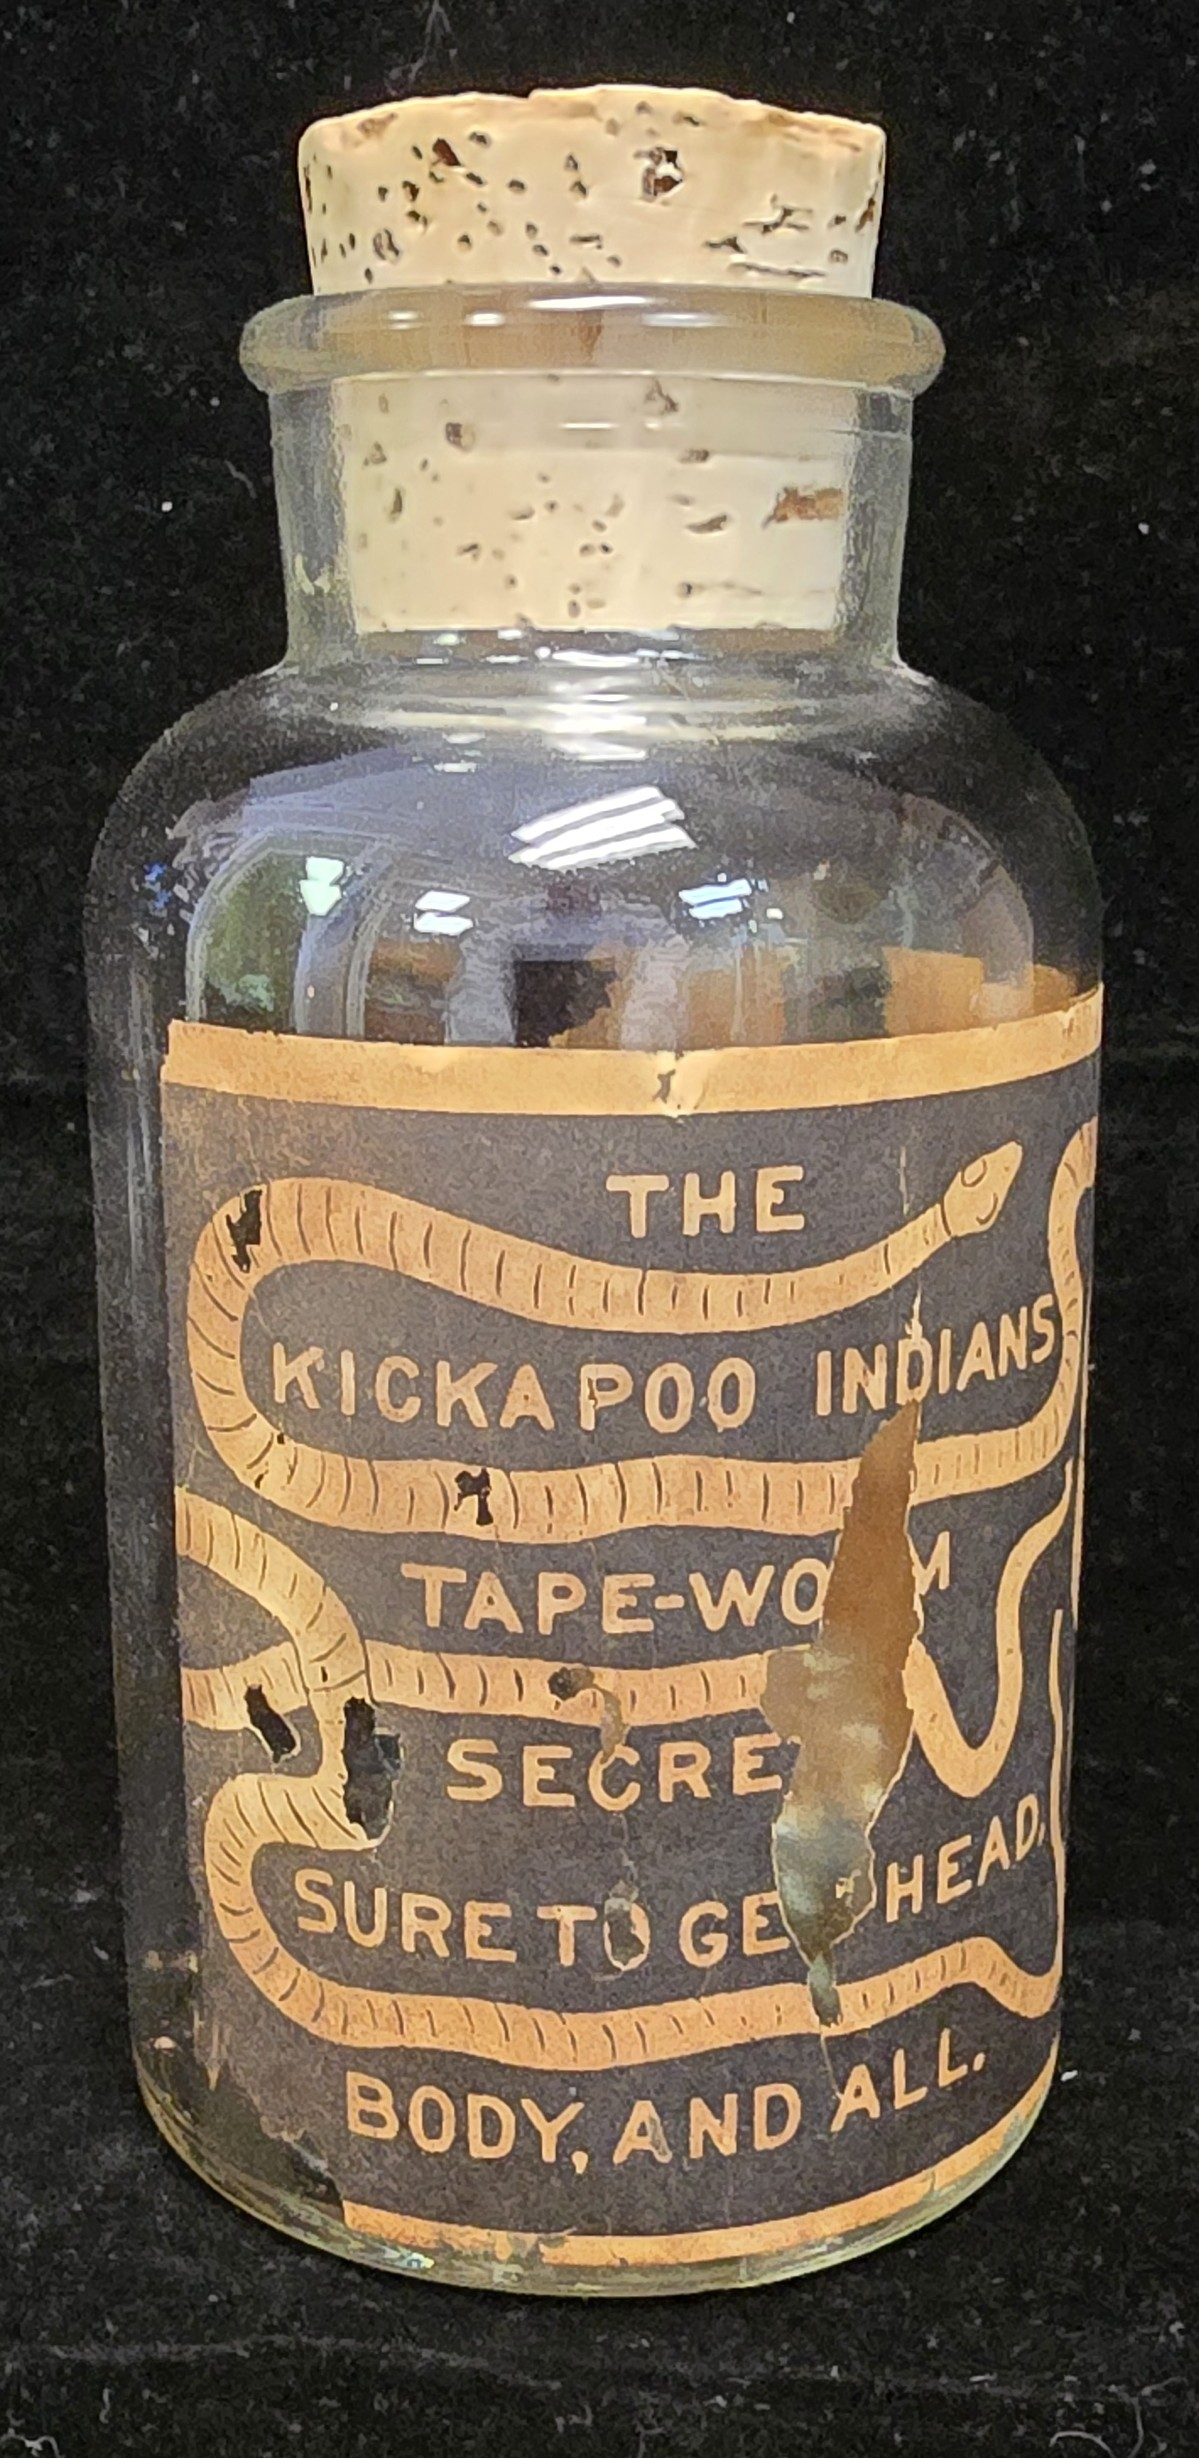 THE
KICKAPOO INDIANS
TAPE-WO M
SECRE
SURE TO GE HEAD,
BODY, AND ALL.